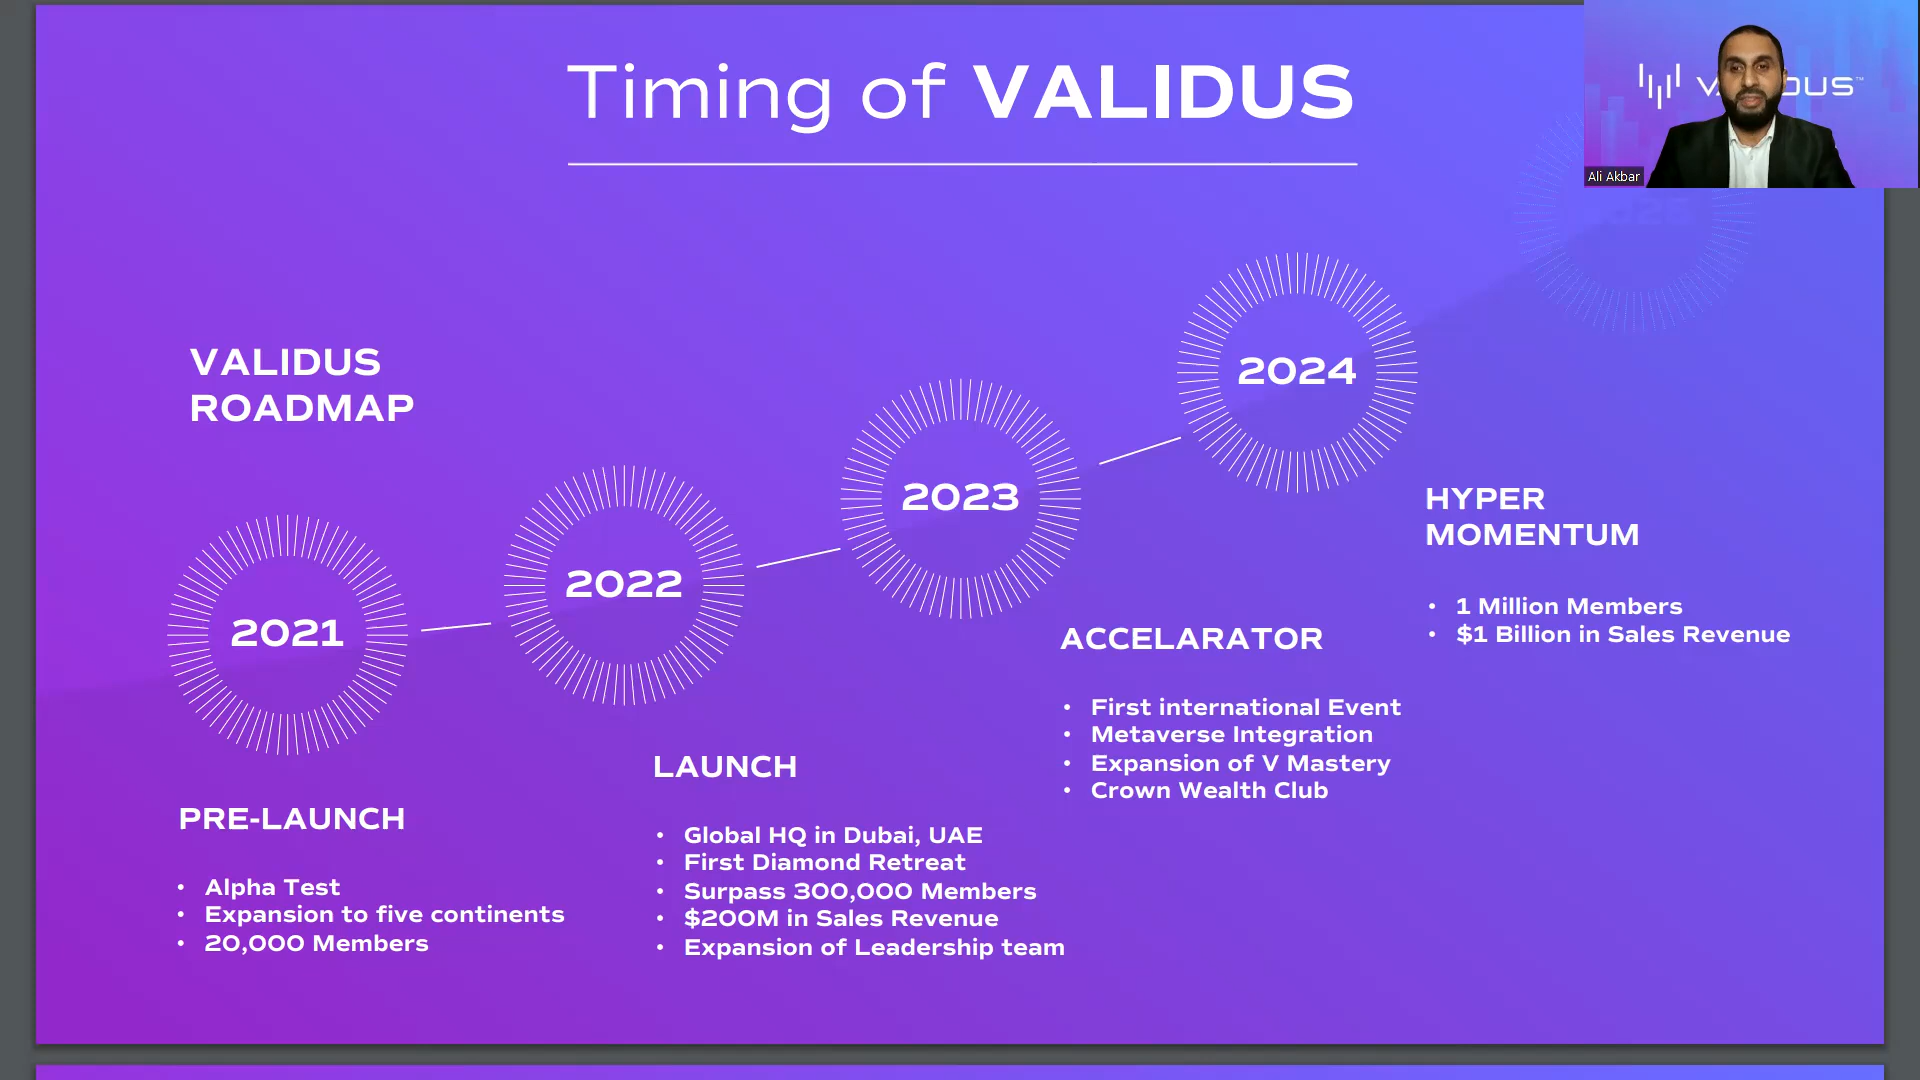 Timing of VALIDUS
Ali Akbar
VALIDUS
ROADMAP
2021
PRE-LAUNCH
• Alpha Test
• Expansion to five continents
• 20,000 Members
2022
LAUNCH
• Global HQ in Dubai, UAE
• First Diamond Retreat
• Surpass 300,000 Members
• $200M in Sales Revenue
• Expansion of Leadership team
2023
ACCELARATOR
• First international Event
• Metaverse Integration
• Expansion of V Mastery
• Crown Wealth Club
2024
HYPER
MOMENTUM
• 1 Million Members
• $1 Billion in Sales Revenue